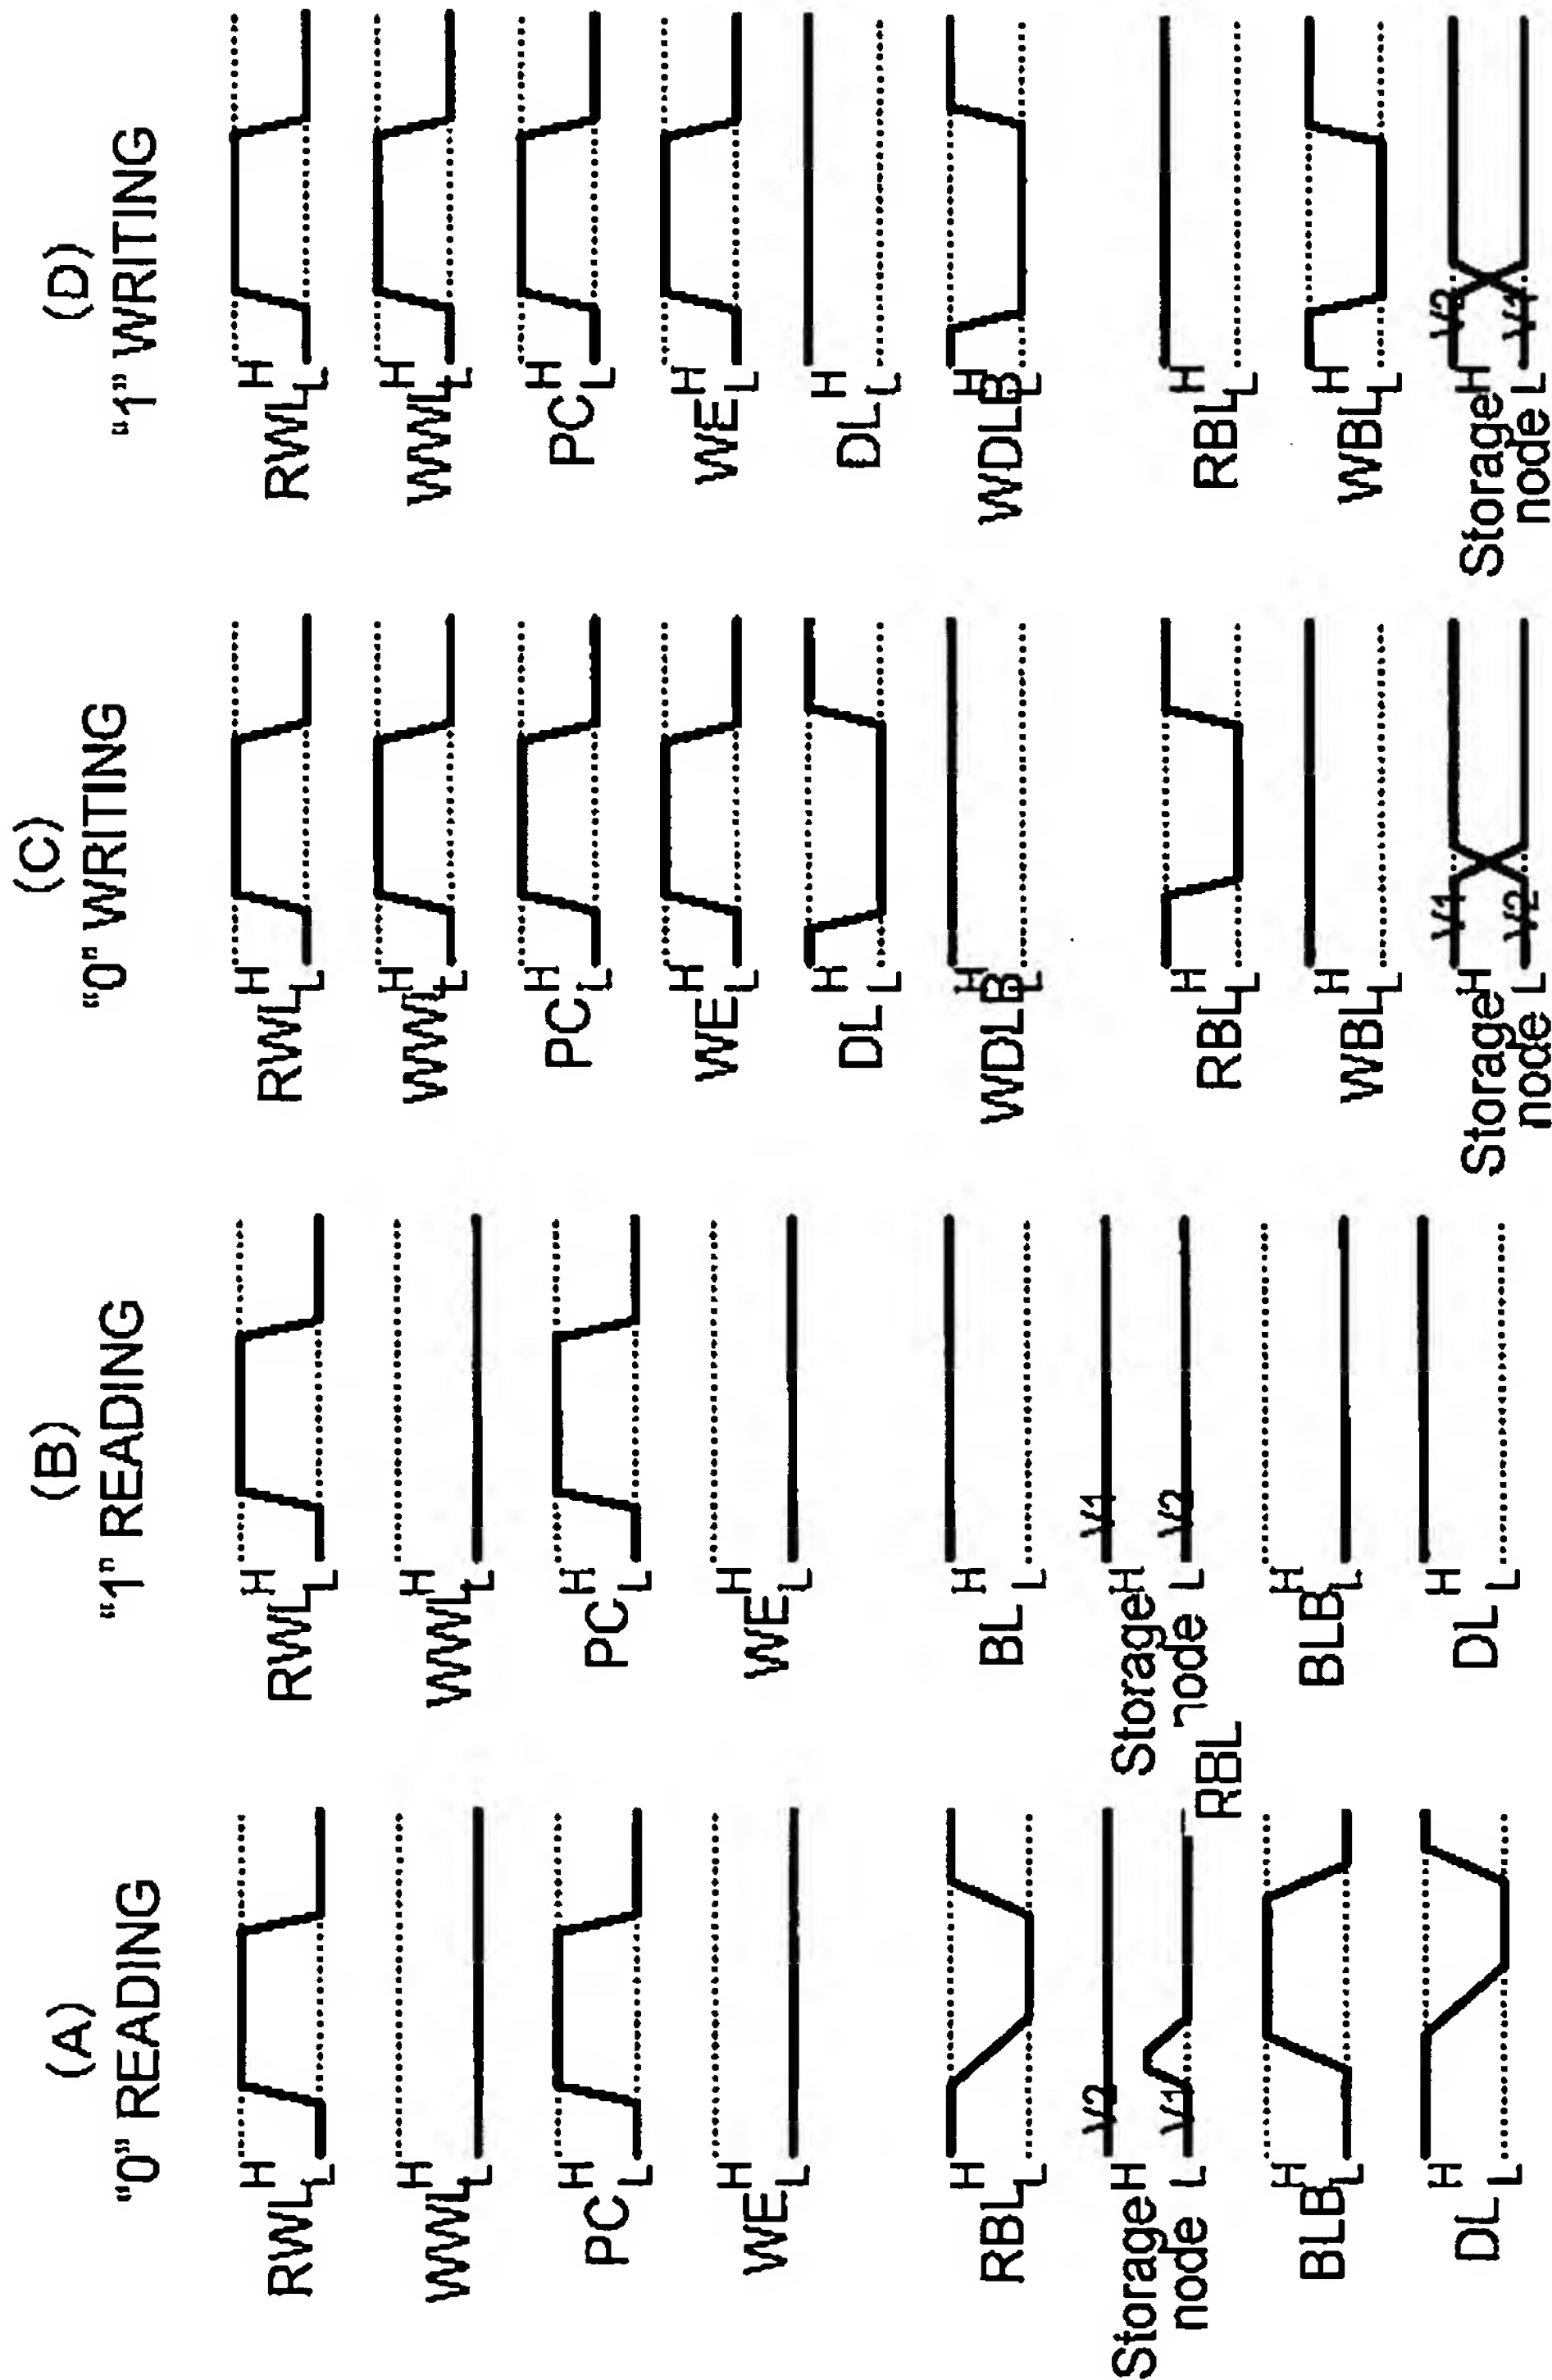 (A)
"0" READING
H
RWL L
H
WWL L
H
PC L
H
WE L
H
RBL L
Storage H V2
node L V1
H
BLB L
H
DL L
(B)
"1" READING
H
RWL L
H
WWL L
H
PC L
H
WE L
H
BL L
Storage H V1
node L V2
RBL
H
BLB L
H
DL L
(C)
"0" WRITING
H
RWL L
H
WWL L
H
PC L
H
WE L
H
DL L
H
WDLB L
H
RBL L
H
WBL L
Storage H V1
node L V2
(D)
"1" WRITING
H
RWL L
H
WWL L
H
PC L
H
WE L
H
DL L
H
WDLB L
H
RBL L
H
WBL L
Storage H V2
node L V1